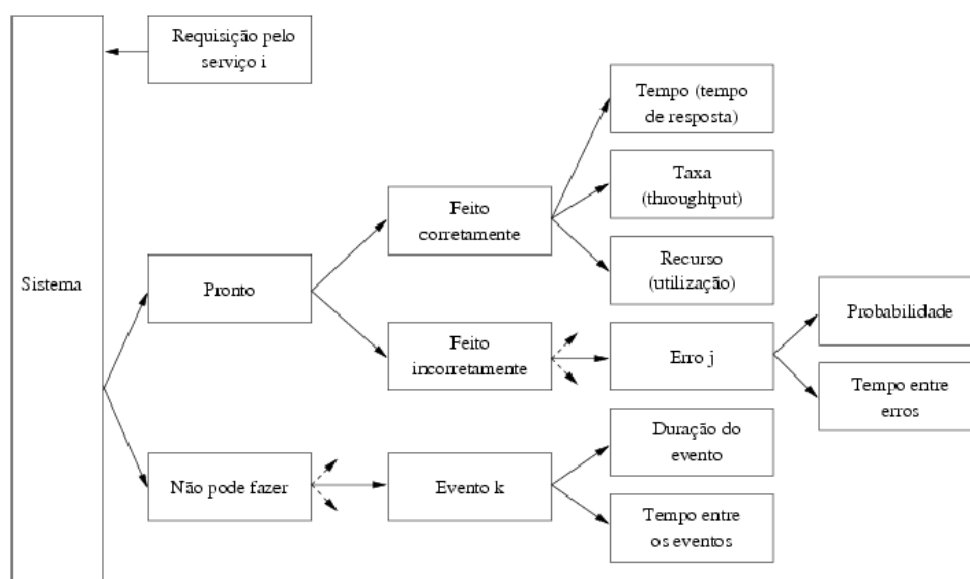 Requisição pelo
serviço i
Tempo (tempo
de resposta)
Taxa
(throughtput)
Feito
corretamente
Recurso
(utilização)
Sistema
Pronto
Probabilidade
Feito
incorretamente
Erro j
Tempo entre
erros
Duração do
evento
Não pode fazer
Evento k
Tempo entre
os eventos